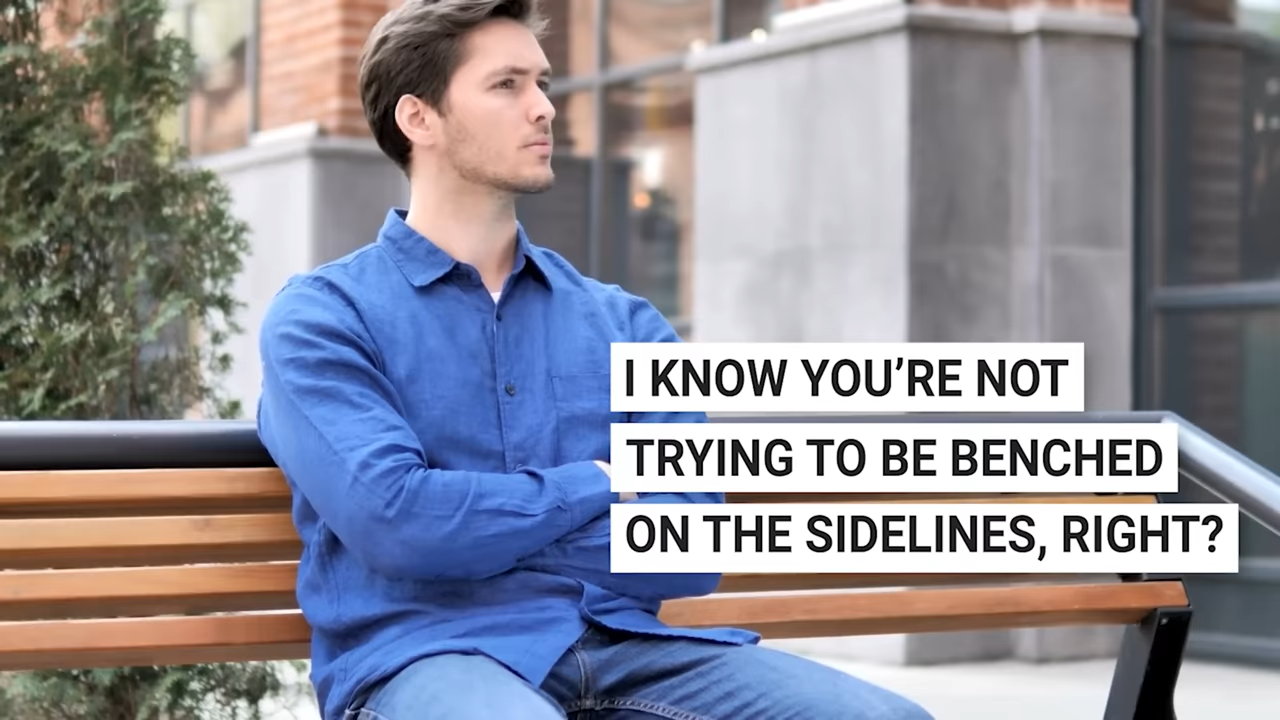 I KNOW YOU’RE NOT
TRYING TO BE BENCHED
ON THE SIDELINES, RIGHT?